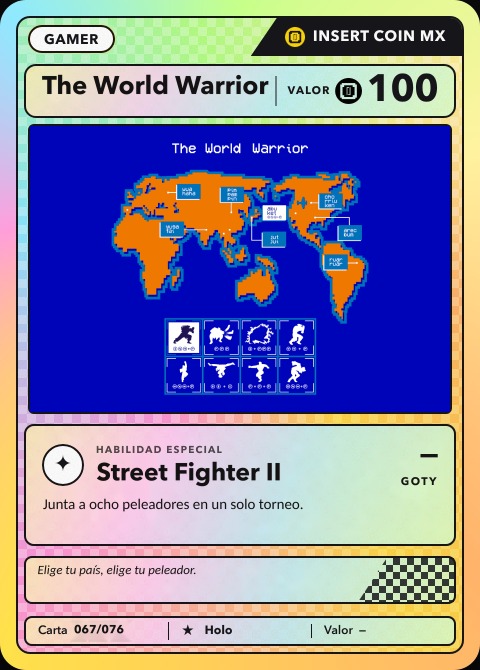 GAMER
INSERT COIN MX
The World Warrior
VALOR 100
The World Warrior
HABILIDAD ESPECIAL
Street Fighter II
—
GOTY
Junta a ocho peleadores en un solo torneo.
Elige tu país, elige tu peleador.
Carta 067/076
★ Holo
Valor —